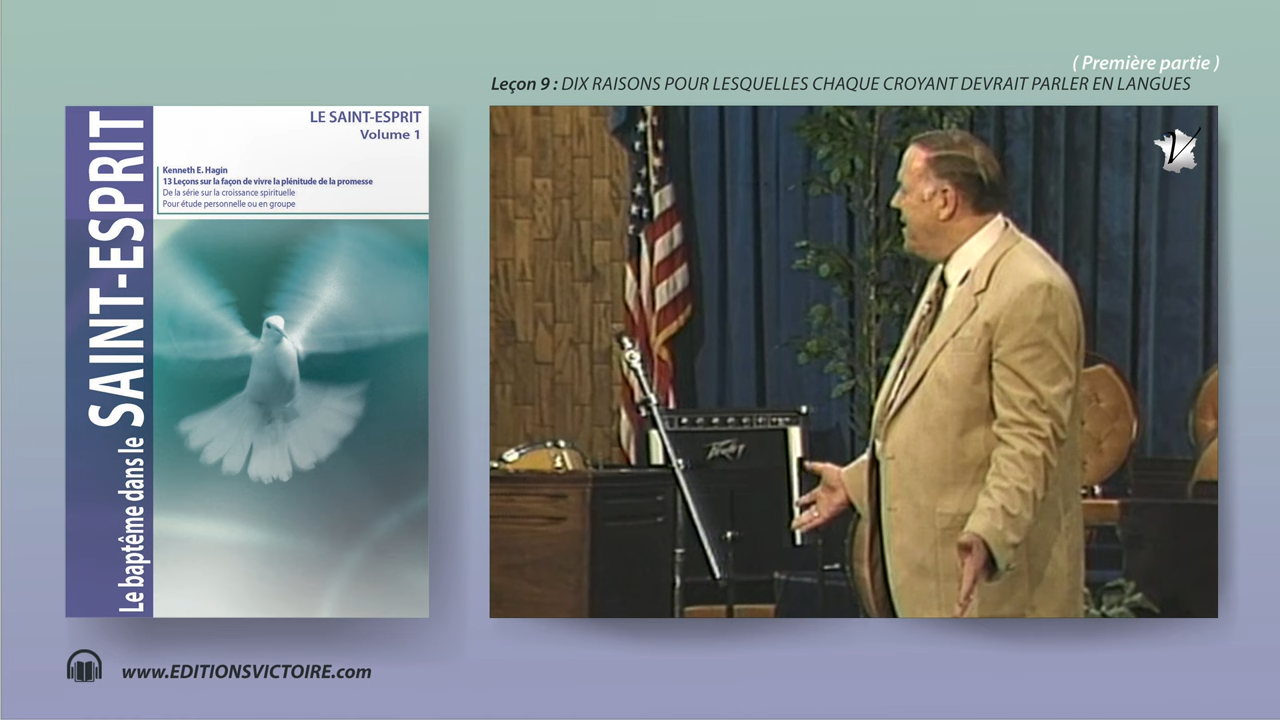 ( Première partie )
Leçon 9 : DIX RAISONS POUR LESQUELLES CHAQUE CROYANT DEVRAIT PARLER EN LANGUES
LE SAINT-ESPRIT
Volume 1
Kenneth E. Hagin
13 Leçons sur la façon de vivre la plénitude de la promesse
De la série sur la croissance spirituelle
Pour étude personnelle ou en groupe
Le baptême dans le SAINT-ESPRIT
V
PEAVEY
www.EDITIONSVICTOIRE.com